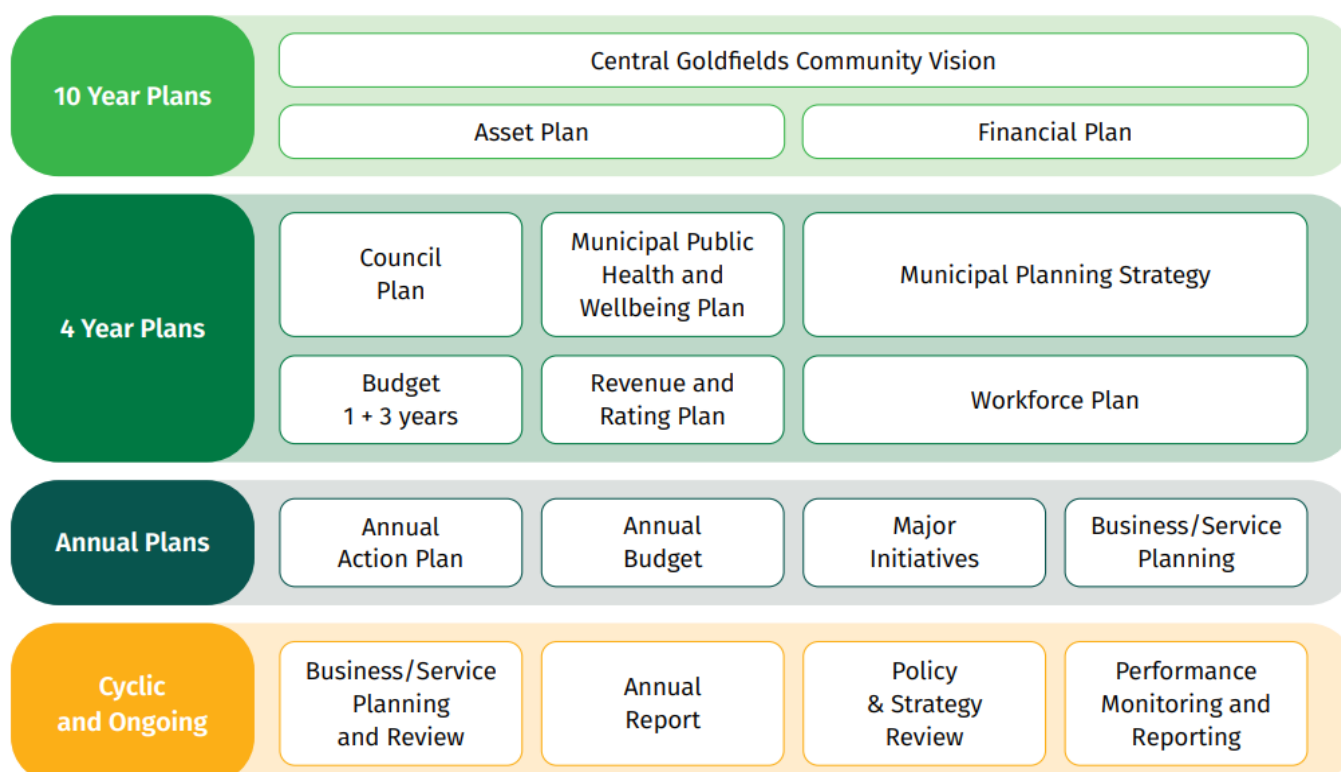 10 Year Plans
Central Goldfields Community Vision
Asset Plan
Financial Plan
4 Year Plans
Council
Plan
Municipal Public
Health and
Wellbeing Plan
Municipal Planning Strategy
Budget
1 + 3 years
Revenue and
Rating Plan
Workforce Plan
Annual Plans
Annual
Action Plan
Annual
Budget
Major
Initiatives
Business/Service
Planning
Cyclic
and Ongoing
Business/Service
Planning
and Review
Annual
Report
Policy
& Strategy
Review
Performance
Monitoring and
Reporting